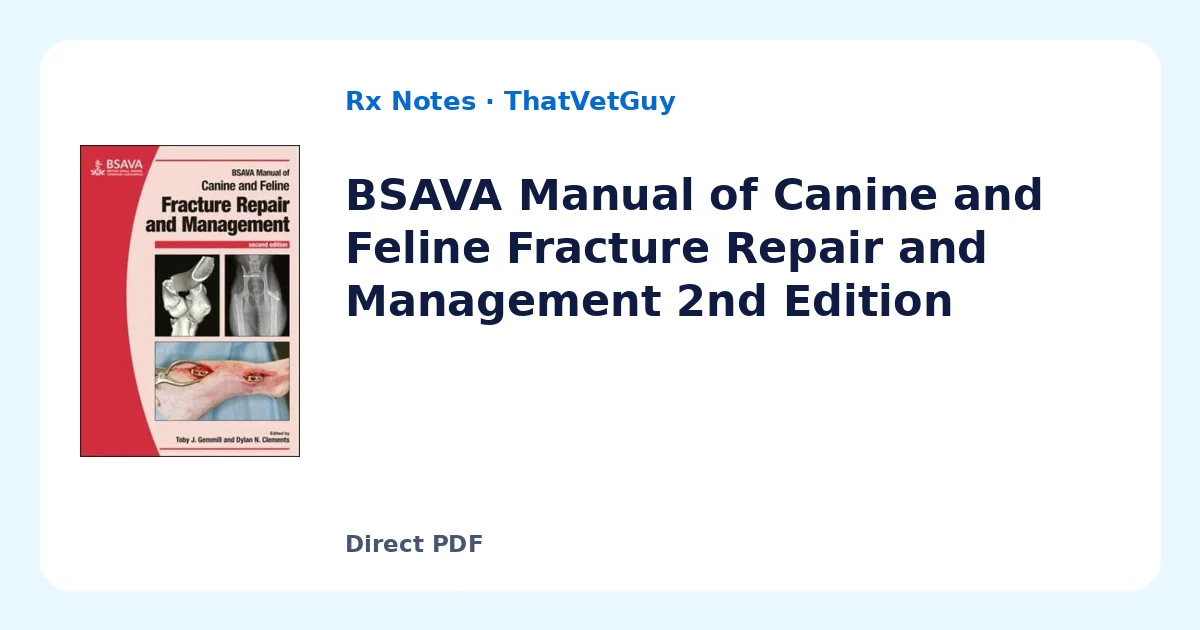 Rx Notes · ThatVetGuy
BSAVA Manual of Canine and
Feline Fracture Repair and
Management 2nd Edition
Direct PDF
BSAVA
BSAVA Manual of
Canine and Feline
Fracture Repair
and Management
second edition
Edited by
Toby J. Gemmill and Dylan N. Clements